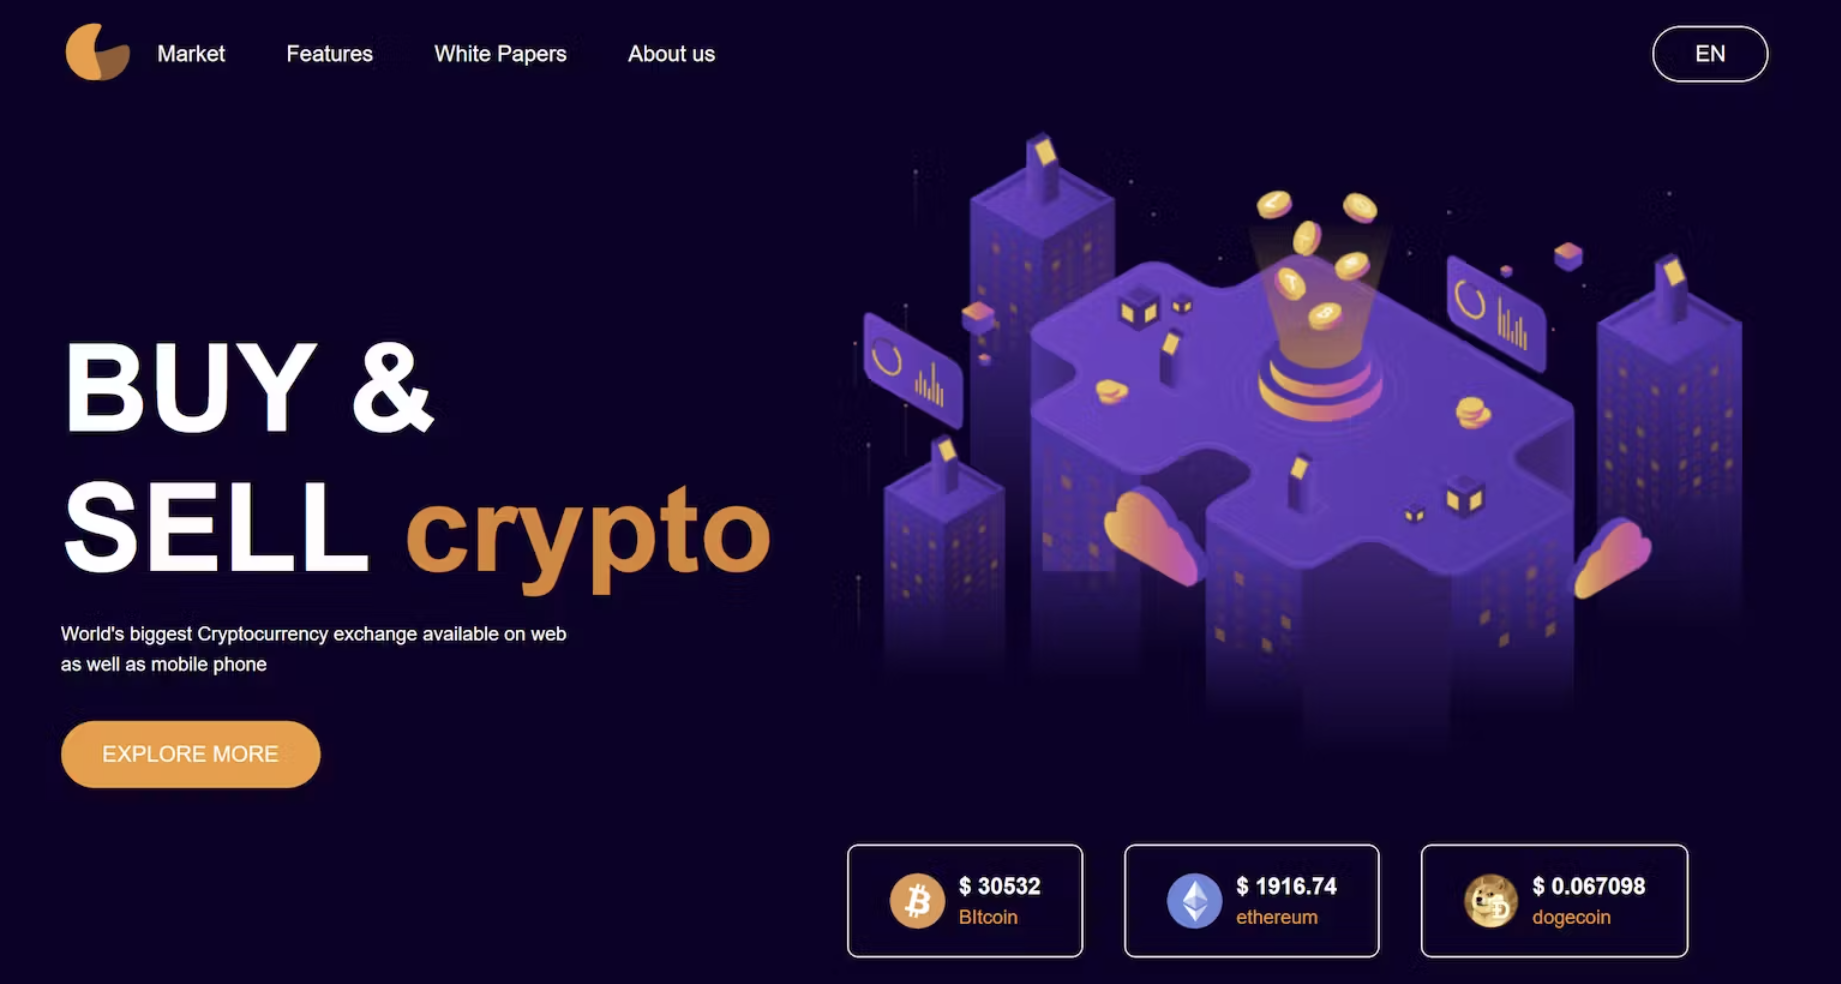 Market
Features
White Papers
About us
EN
BUY &
SELL crypto
World's biggest Cryptocurrency exchange available on web
as well as mobile phone
EXPLORE MORE
$ 30532
BItcoin
$ 1916.74
ethereum
$ 0.067098
dogecoin